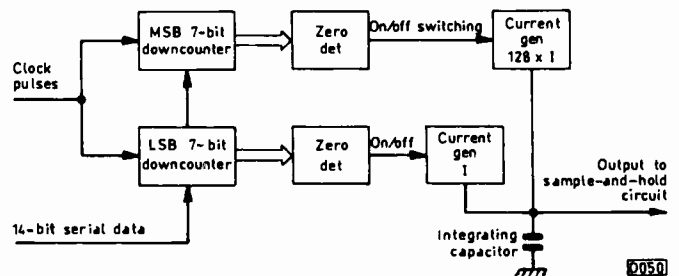 MSB 7-bit
downcounter
Zero
det
On/off switching
Current
gen
128 x I
Clock
pulses
LSB 7-bit
downcounter
Zero
det
On/off
Current
gen
I
Output to
sample-and-hold
circuit
14-bit serial data
Integrating
capacitor
D050